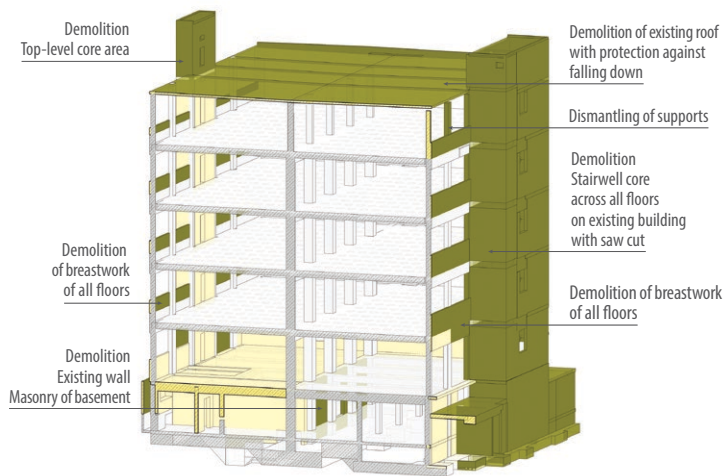 Demolition
Top-level core area
Demolition of existing roof
with protection against
falling down
Dismantling of supports
Demolition
Stairwell core
across all floors
on existing building
with saw cut
Demolition
of breastwork
of all floors
Demolition of breastwork
of all floors
Demolition
Existing wall
Masonry of basement